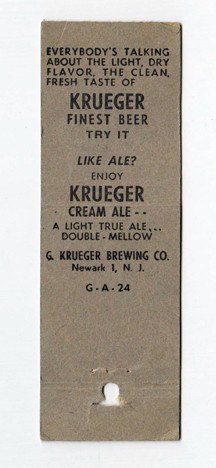 EVERYBODY'S TALKING
ABOUT THE LIGHT, DRY
FLAVOR, THE CLEAN,
FRESH TASTE OF
KRUEGER
FINEST BEER
TRY IT
LIKE ALE?
ENJOY
KRUEGER
CREAM ALE --
A LIGHT TRUE ALE...
DOUBLE-MELLOW
G. KRUEGER BREWING CO.
Newark 1, N. J.
G-A-24